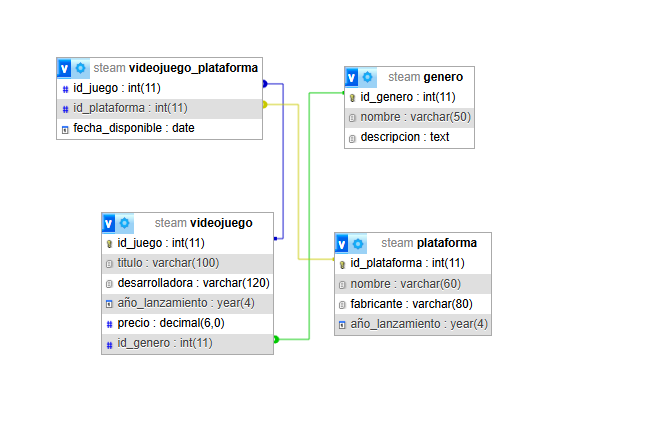 steam videojuego_plataforma
id_juego : int(11)
id_plataforma : int(11)
fecha_disponible : date
steam genero
id_genero : int(11)
nombre : varchar(50)
descripcion : text
steam videojuego
id_juego : int(11)
titulo : varchar(100)
desarrolladora : varchar(120)
año_lanzamiento : year(4)
precio : decimal(6,0)
id_genero : int(11)
steam plataforma
id_plataforma : int(11)
nombre : varchar(60)
fabricante : varchar(80)
año_lanzamiento : year(4)